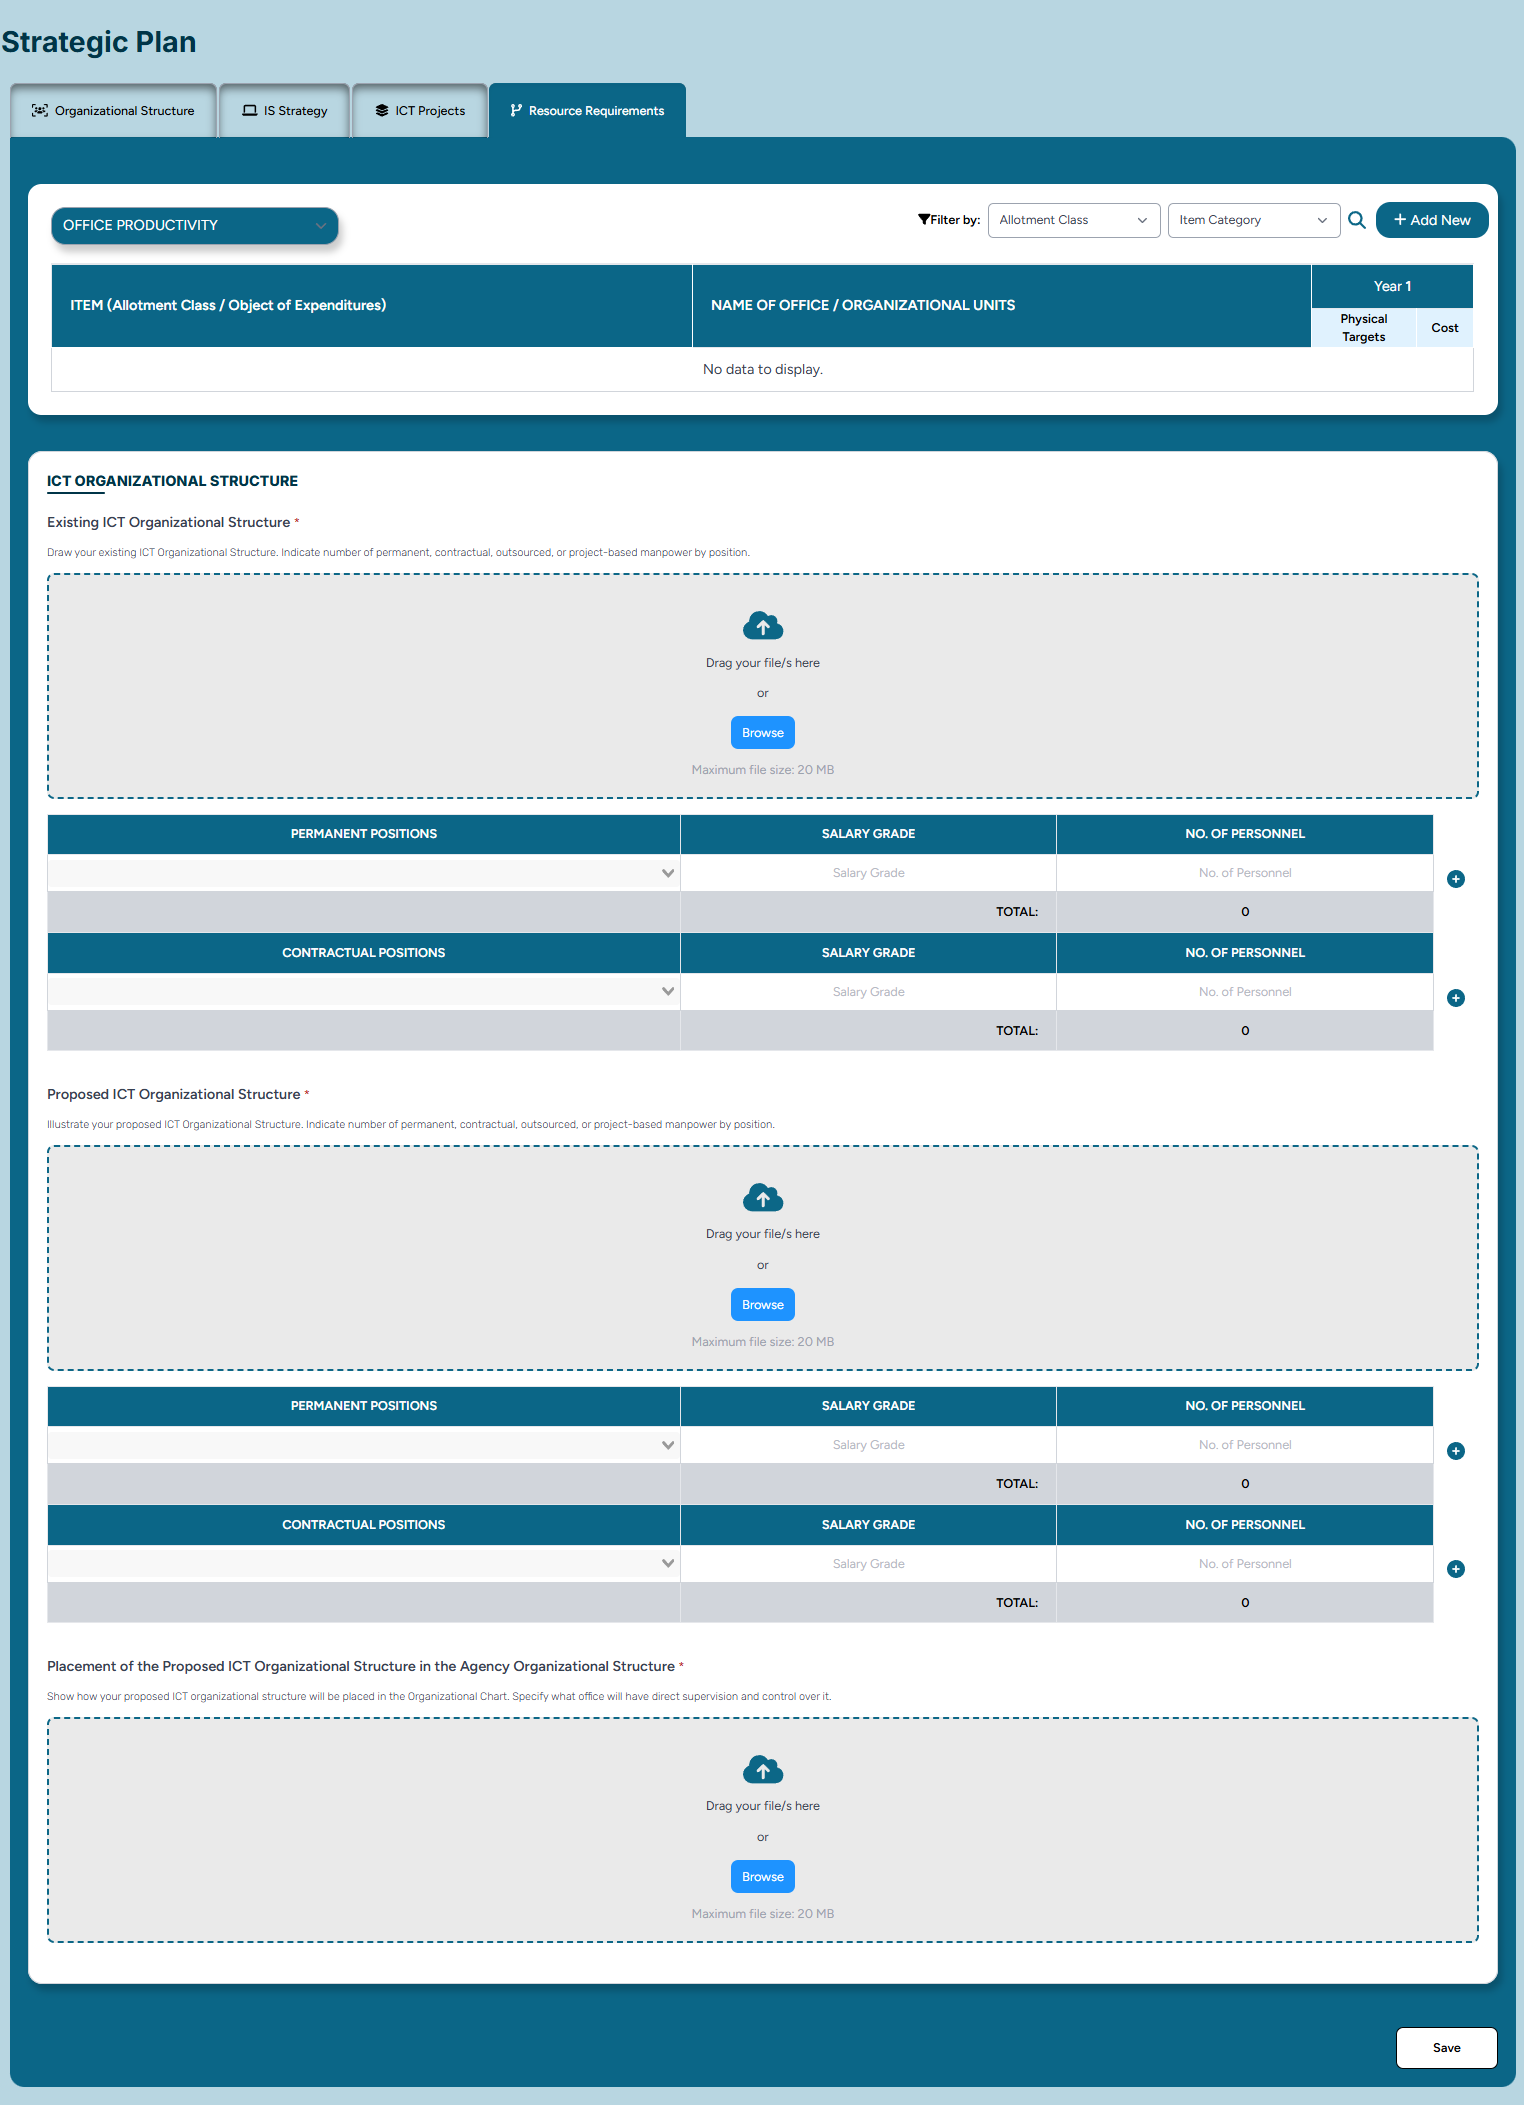 Strategic Plan
Organizational Structure
IS Strategy
ICT Projects
Resource Requirements
OFFICE PRODUCTIVITY
Filter by:
Allotment Class
Item Category
Add New
ITEM (Allotment Class / Object of Expenditures)
NAME OF OFFICE / ORGANIZATIONAL UNITS
Year 1
Physical Targets
Cost
No data to display.
ICT ORGANIZATIONAL STRUCTURE
Existing ICT Organizational Structure *
Draw your existing ICT Organizational Structure. Indicate number of permanent, contractual, outsourced, or project-based manpower by position.
Drag your file/s here
or
Browse
Maximum file size: 20 MB
PERMANENT POSITIONS
SALARY GRADE
NO. OF PERSONNEL
Salary Grade
No. of Personnel
TOTAL:
0
CONTRACTUAL POSITIONS
SALARY GRADE
NO. OF PERSONNEL
Salary Grade
No. of Personnel
TOTAL:
0
Proposed ICT Organizational Structure *
Illustrate your proposed ICT Organizational Structure. Indicate number of permanent, contractual, outsourced, or project-based manpower by position.
Drag your file/s here
or
Browse
Maximum file size: 20 MB
PERMANENT POSITIONS
SALARY GRADE
NO. OF PERSONNEL
Salary Grade
No. of Personnel
TOTAL:
0
CONTRACTUAL POSITIONS
SALARY GRADE
NO. OF PERSONNEL
Salary Grade
No. of Personnel
TOTAL:
0
Placement of the Proposed ICT Organizational Structure in the Agency Organizational Structure *
Show how your proposed ICT organizational structure will be placed in the Organizational Chart. Specify what office will have direct supervision and control over it.
Drag your file/s here
or
Browse
Maximum file size: 20 MB
Save